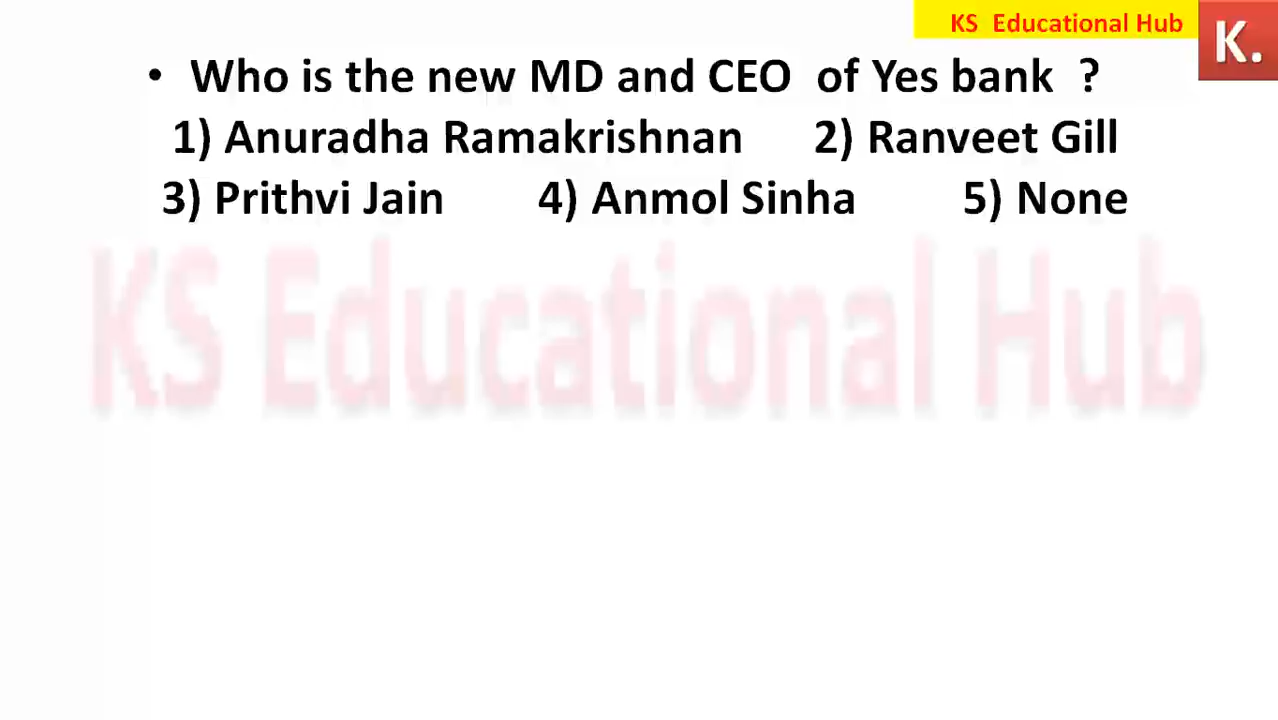 KS Educational Hub
K.
• Who is the new MD and CEO of Yes bank ?
1) Anuradha Ramakrishnan 2) Ranveet Gill
3) Prithvi Jain 4) Anmol Sinha 5) None
KS Educational Hub